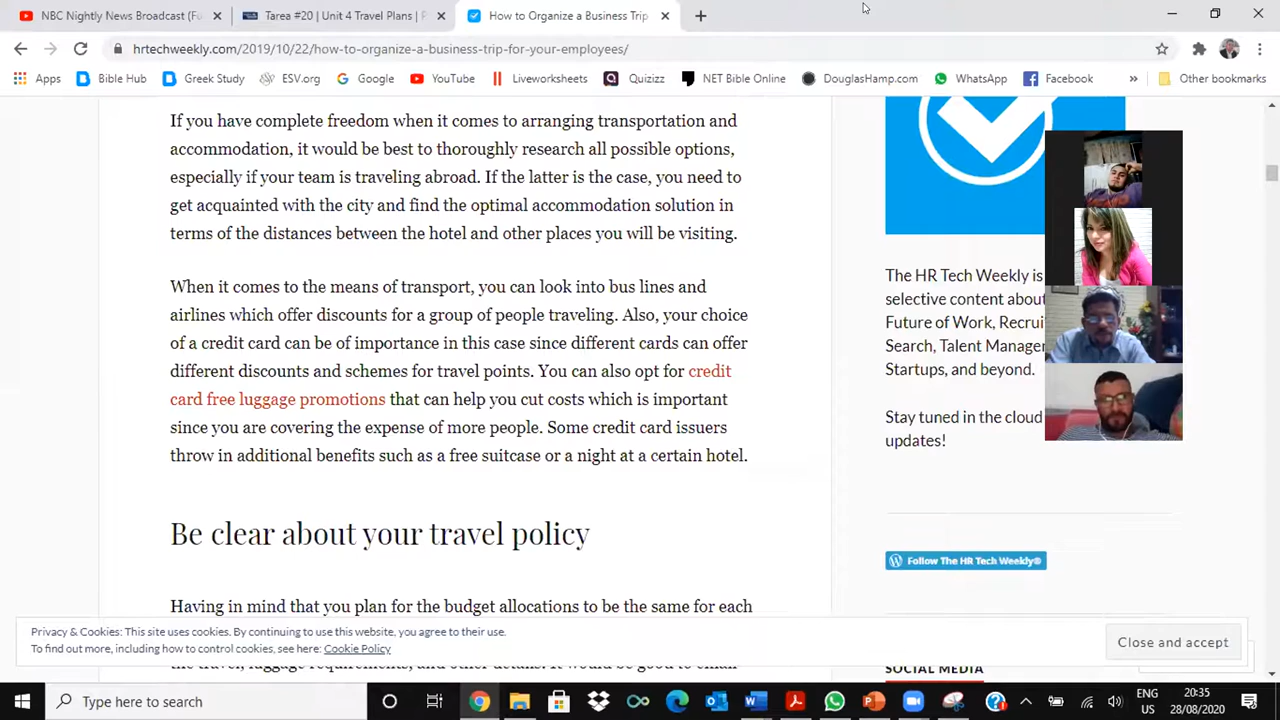 NBC Nightly News Broadcast (Fu
Tarea #20 | Unit 4 Travel Plans | P
How to Organize a Business Trip
hrtechweekly.com/2019/10/22/how-to-organize-a-business-trip-for-your-employees/
Apps
Bible Hub
Greek Study
ESV.org
Google
YouTube
Liveworksheets
Quizizz
NET Bible Online
DouglasHamp.com
WhatsApp
Facebook
»
Other bookmarks
If you have complete freedom when it comes to arranging transportation and
accommodation, it would be best to thoroughly research all possible options,
especially if your team is traveling abroad. If the latter is the case, you need to
get acquainted with the city and find the optimal accommodation solution in
terms of the distances between the hotel and other places you will be visiting.
When it comes to the means of transport, you can look into bus lines and
airlines which offer discounts for a group of people traveling. Also, your choice
of a credit card can be of importance in this case since different cards can offer
different discounts and schemes for travel points. You can also opt for credit
card free luggage promotions that can help you cut costs which is important
since you are covering the expense of more people. Some credit card issuers
throw in additional benefits such as a free suitcase or a night at a certain hotel.
Be clear about your travel policy
Having in mind that you plan for the budget allocations to be the same for each
the travel, luggage requirements, and other details. It would be good to email
The HR Tech Weekly is
selective content about
Future of Work, Recrui
Search, Talent Manager
Startups, and beyond.
Stay tuned in the cloud
updates!
Follow The HR Tech Weekly®
SOCIAL MEDIA
Privacy & Cookies: This site uses cookies. By continuing to use this website, you agree to their use.
To find out more, including how to control cookies, see here: Cookie Policy
Close and accept
Type here to search
ENG
US
20:35
28/08/2020